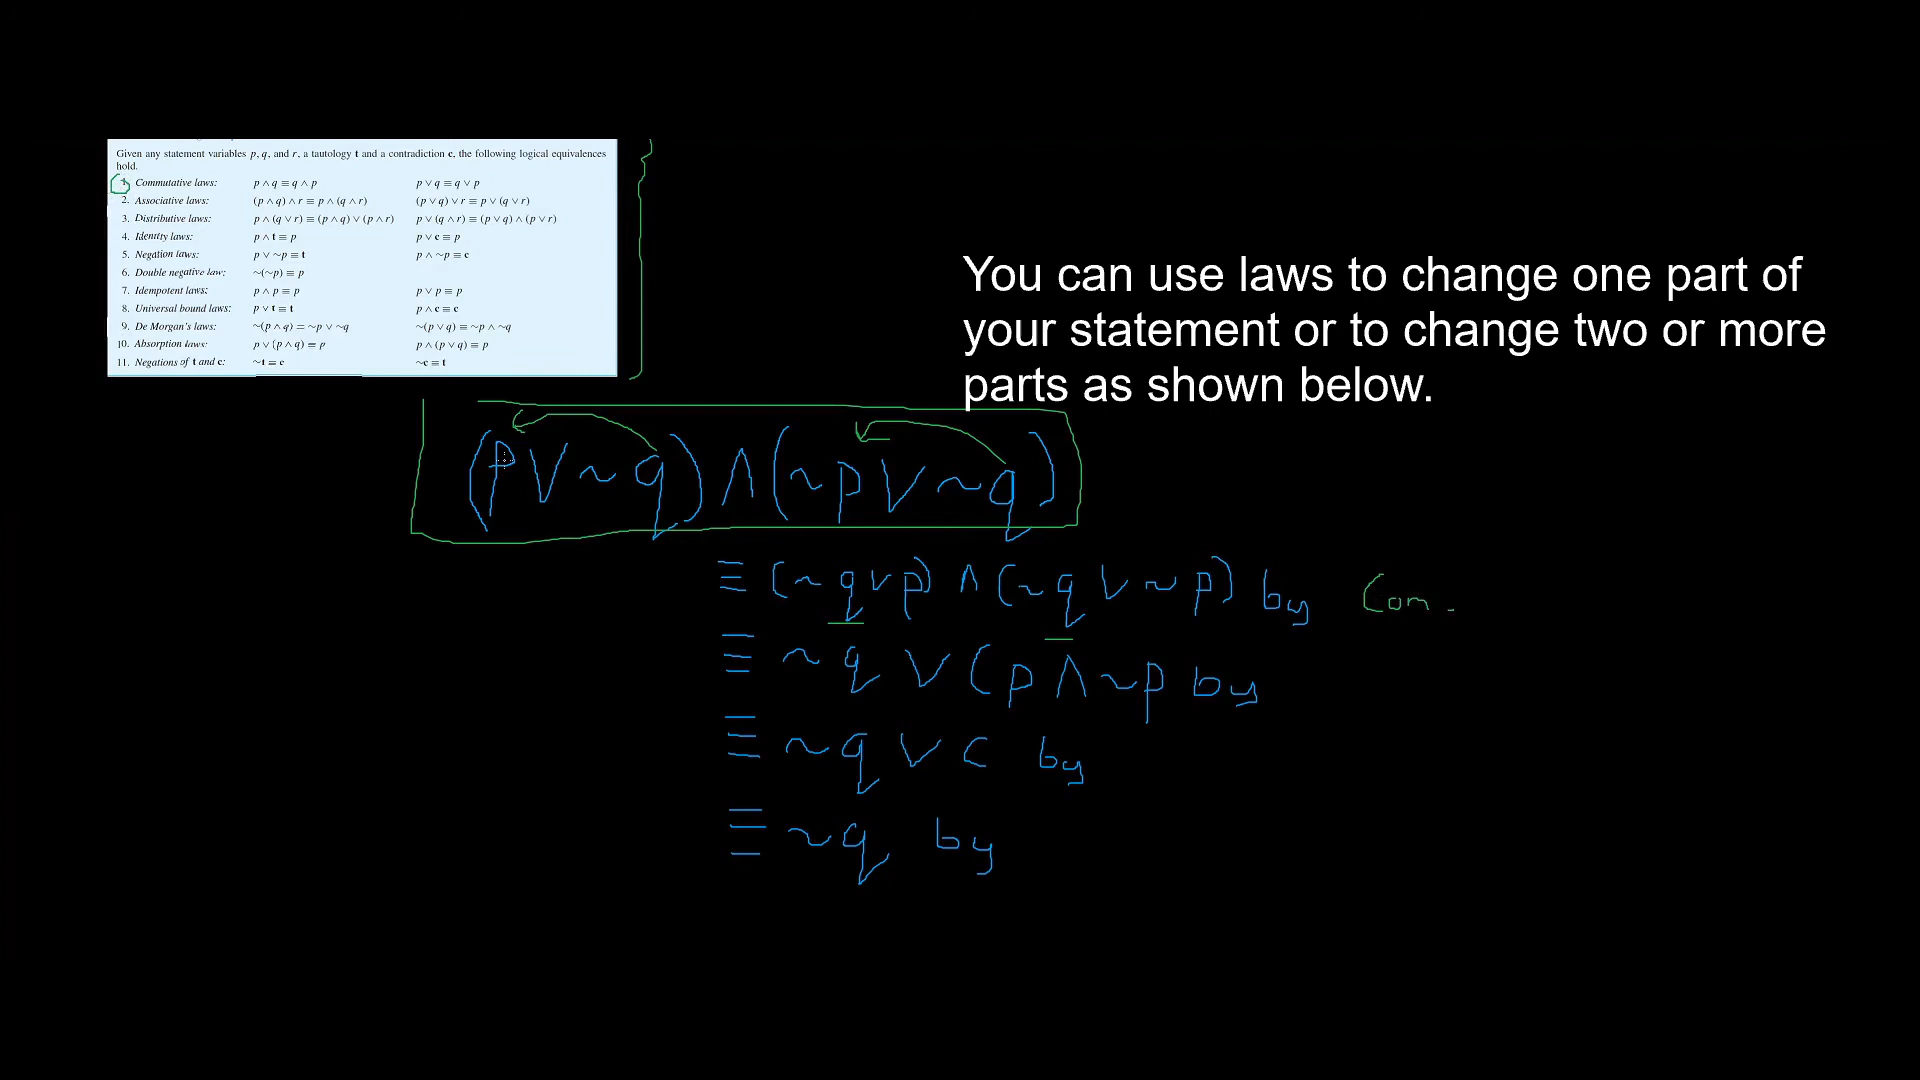 Given any statement variables p, q, and r, a tautology t and a contradiction c, the following logical equivalences
hold.
1. Commutative laws: p ∧ q ≡ q ∧ p p ∨ q ≡ q ∨ p
2. Associative laws: (p ∧ q) ∧ r ≡ p ∧ (q ∧ r) (p ∨ q) ∨ r ≡ p ∨ (q ∨ r)
3. Distributive laws: p ∧ (q ∨ r) ≡ (p ∧ q) ∨ (p ∧ r) p ∨ (q ∧ r) ≡ (p ∨ q) ∧ (p ∨ r)
4. Identity laws: p ∧ t ≡ p p ∨ c ≡ p
5. Negation laws: p ∨ ~p ≡ t p ∧ ~p ≡ c
6. Double negative law: ~(~p) ≡ p
7. Idempotent laws: p ∧ p ≡ p p ∨ p ≡ p
8. Universal bound laws: p ∨ t ≡ t p ∧ c ≡ c
9. De Morgan's laws: ~(p ∧ q) ≡ ~p ∨ ~q ~(p ∨ q) ≡ ~p ∧ ~q
10. Absorption laws: p ∨ (p ∧ q) ≡ p p ∧ (p ∨ q) ≡ p
11. Negations of t and c: ~t ≡ c ~c ≡ t
You can use laws to change one part of
your statement or to change two or more
parts as shown below.
(p ∨ ~q) ∧ (~p ∨ ~q)
≡ (~q ∨ p) ∧ (~q ∨ ~p) by Com.
≡ ~q ∨ (p ∧ ~p by
≡ ~q ∨ c by
≡ ~q by